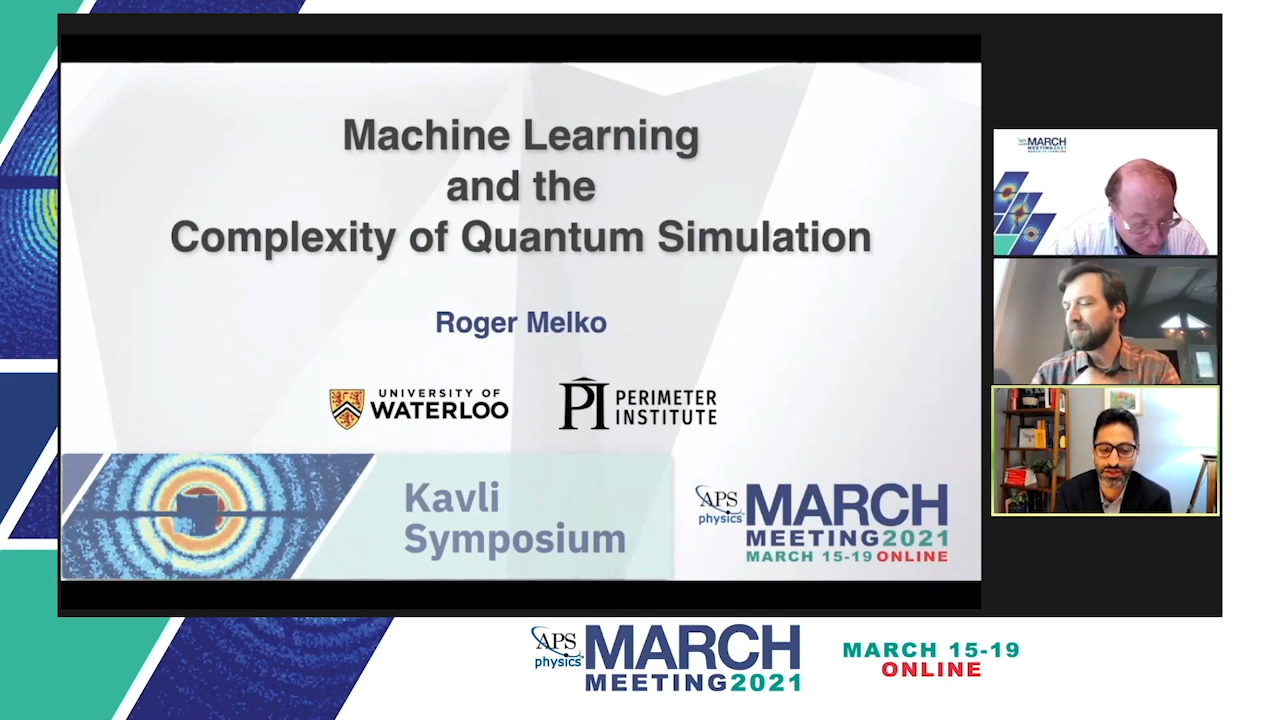 Machine Learning
and the
Complexity of Quantum Simulation
Roger Melko
UNIVERSITY OF
WATERLOO
PI PERIMETER
INSTITUTE
Kavli
Symposium
APS
physics
MARCH
MEETING2021
MARCH 15-19 ONLINE
MARCH
MEETING2021
APS
physics
MARCH
MEETING2021
MARCH 15-19
ONLINE